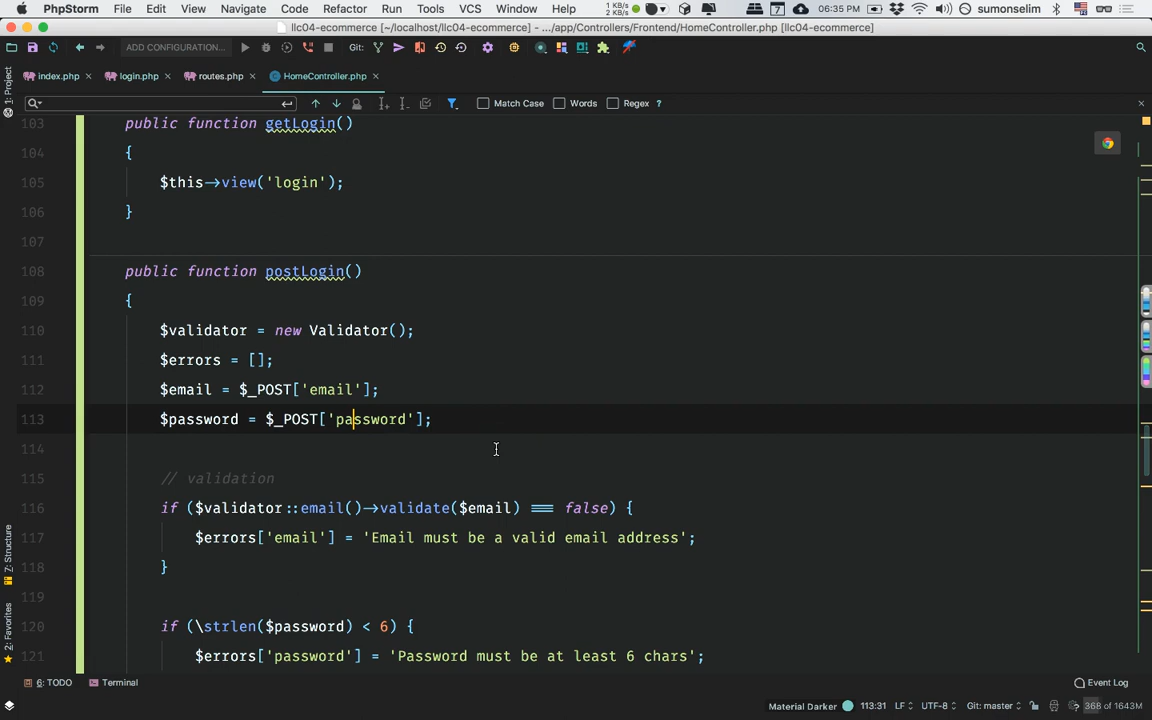 PhpStorm File Edit View Navigate Code Refactor Run Tools VCS Window Help 1 KB/s 2 KB/s 06:35 PM sumonselim
llc04-ecommerce [~/localhost/llc04-ecommerce] - .../app/Controllers/Frontend/HomeController.php [llc04-ecommerce]
ADD CONFIGURATION... Git:
index.php login.php routes.php HomeController.php
Match Case Words Regex ?
1: Project
103 public function getLogin()
104 {
105 $this→view('login');
106 }
107
108 public function postLogin()
109 {
110 $validator = new Validator();
111 $errors = [];
112 $email = $_POST['email'];
113 $password = $_POST['password'];
114
115 // validation
116 if ($validator::email()→validate($email) === false) {
117 $errors['email'] = 'Email must be a valid email address';
118 }
119
120 if (\strlen($password) < 6) {
121 $errors['password'] = 'Password must be at least 6 chars';
7: Structure
2: Favorites
6: TODO Terminal Event Log
Material Darker 113:31 LF UTF-8 Git: master 368 of 1643M